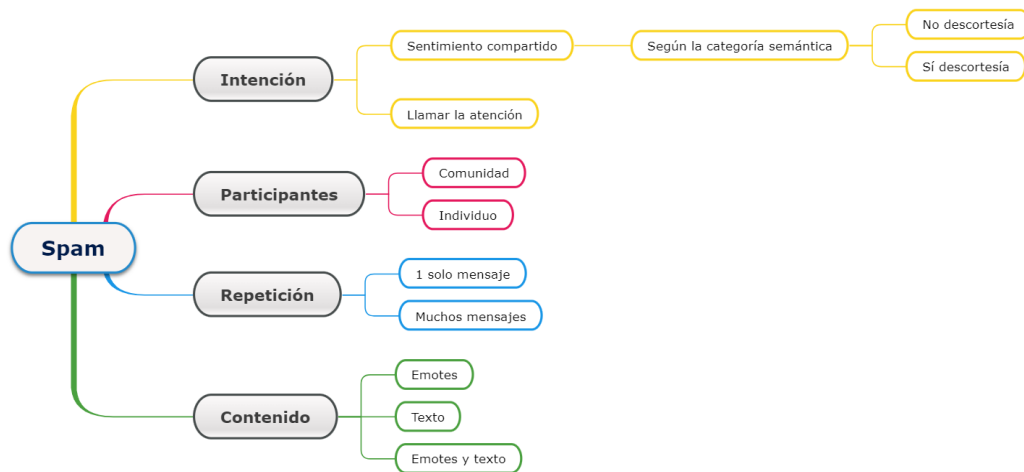 Spam
Intención
Sentimiento compartido
Según la categoría semántica
No descortesía
Sí descortesía
Llamar la atención
Participantes
Comunidad
Individuo
Repetición
1 solo mensaje
Muchos mensajes
Contenido
Emotes
Texto
Emotes y texto